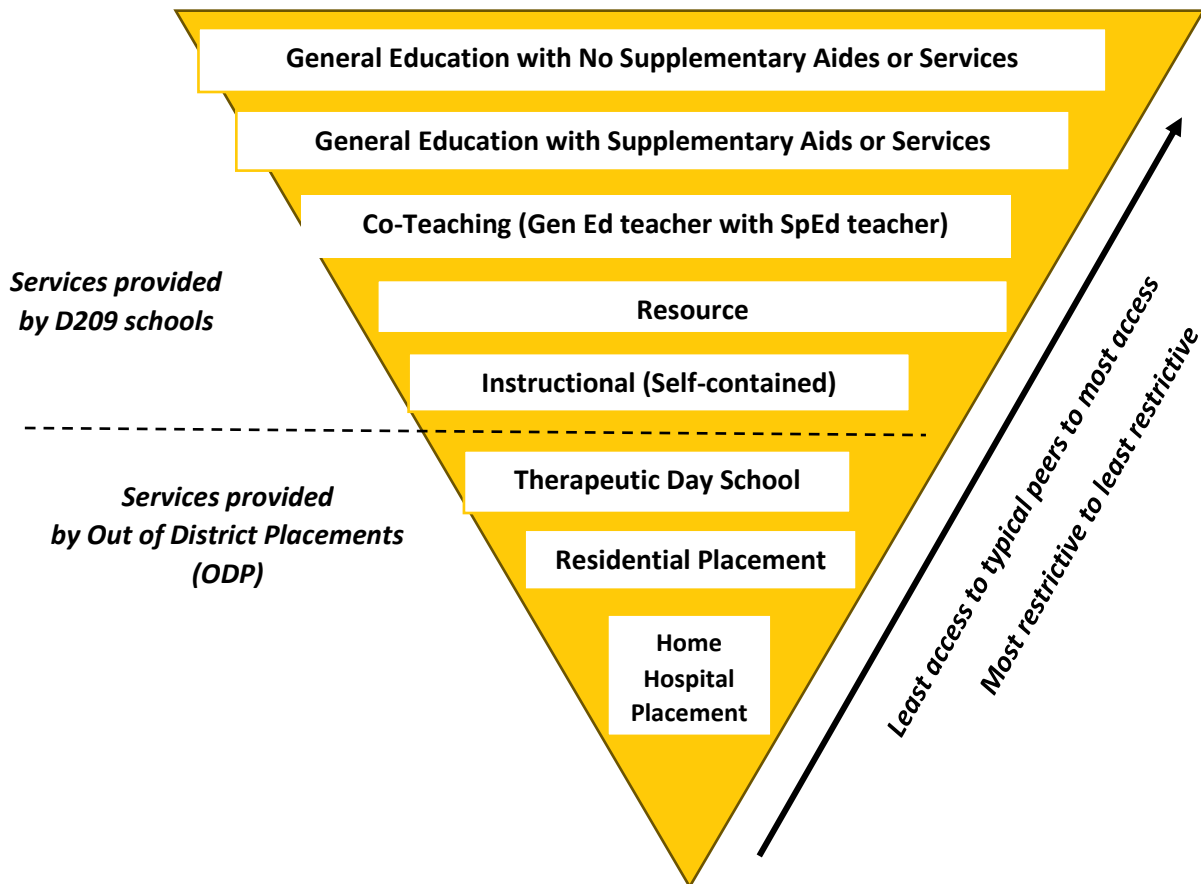 General Education with No Supplementary Aides or Services
General Education with Supplementary Aids or Services
Co-Teaching (Gen Ed teacher with SpEd teacher)
Services provided
by D209 schools
Resource
Instructional (Self-contained)
Therapeutic Day School
Services provided
by Out of District Placements
(ODP)
Residential Placement
Home
Hospital
Placement
Least access to typical peers to most access
Most restrictive to least restrictive